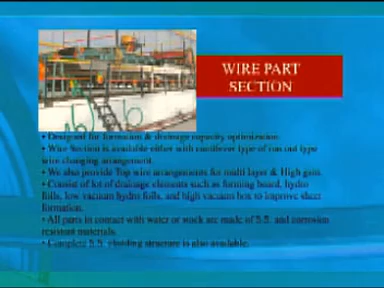 WIRE PART
SECTION
• Designed for formation & drainage capacity optimization.
• Wire Section is available either with cantilever type of run out type
wire changing arrangement.
• We also provide Top wire arrangements for multi layer & High gsm.
• Consist of lot of drainage elements such as forming board, hydro
foils, low vacuum hydro foils, and high vacuum box to improve sheet
formation.
• All parts in contact with water or stock are made of S.S. and corrosion
resistant materials.
• Complete S.S. cladding structure is also available.